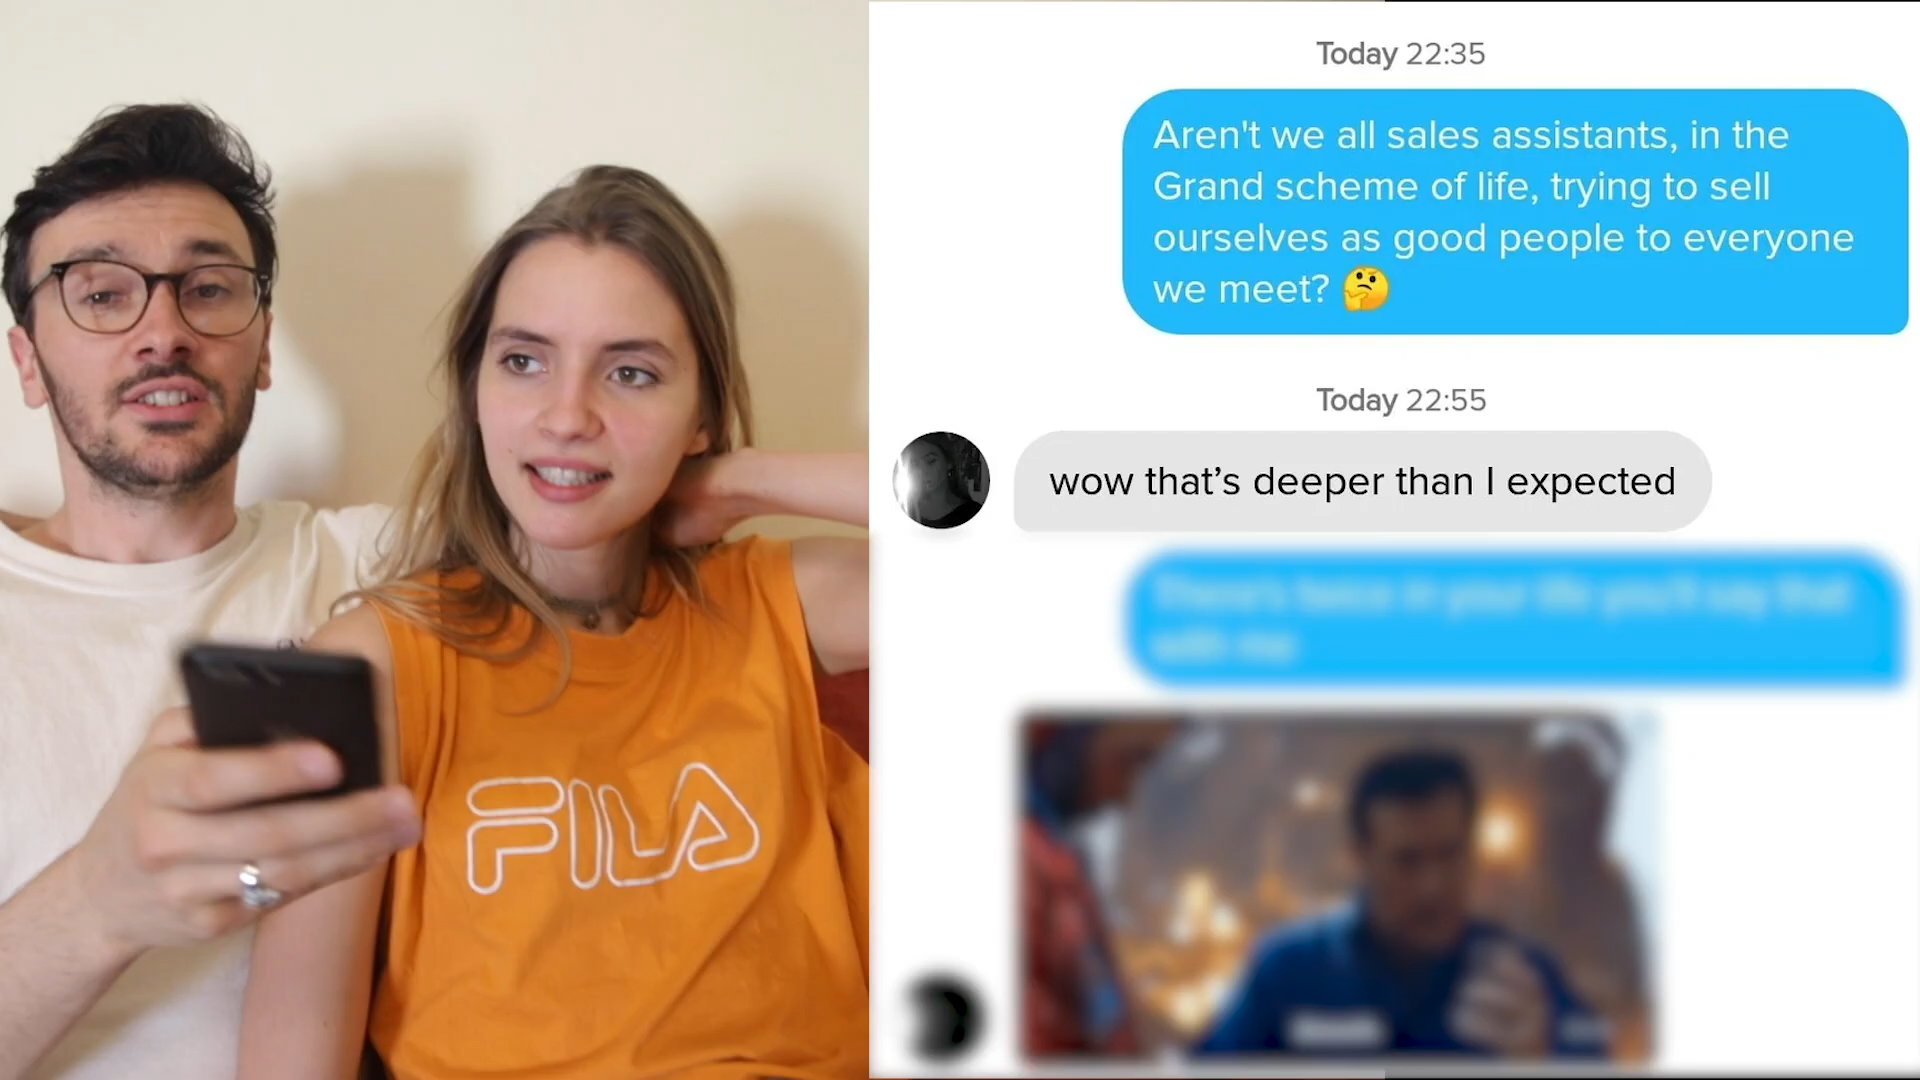 FILA
Today 22:35
Aren't we all sales assistants, in the
Grand scheme of life, trying to sell
ourselves as good people to everyone
we meet? 🤔
Today 22:55
wow that’s deeper than I expected